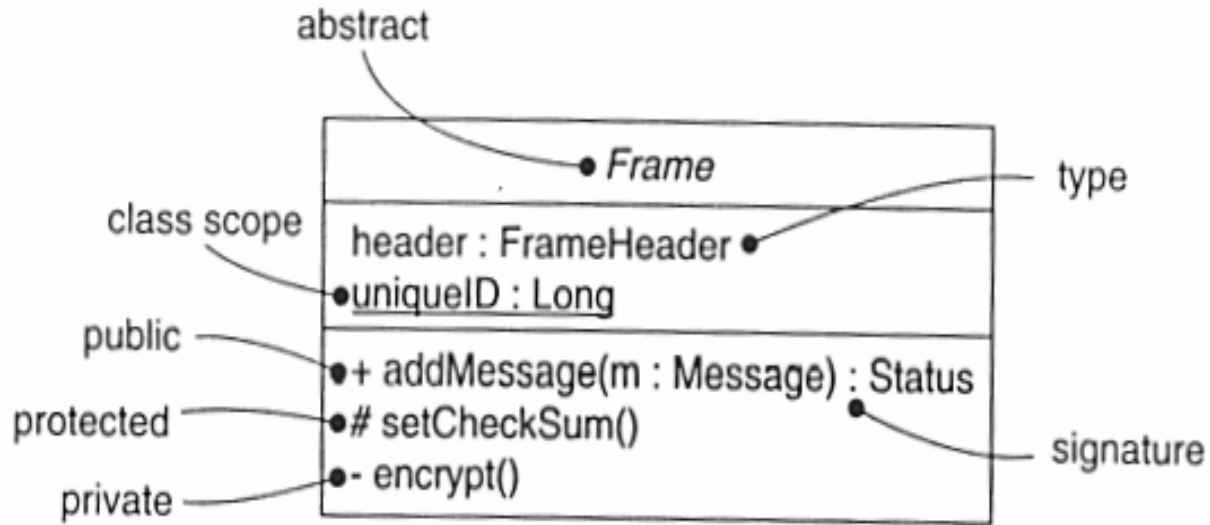 abstract
Frame
type
class scope
header : FrameHeader
uniqueID : Long
public
+ addMessage(m : Message) : Status
protected
# setCheckSum()
signature
private
- encrypt()